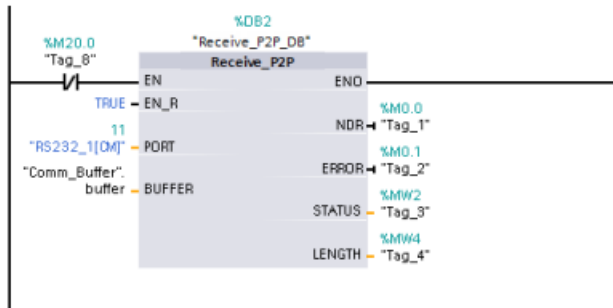 %DB2
"Receive_P2P_DB"
%M20.0
"Tag_8"
Receive_P2P
EN
ENO
TRUE
EN_R
%M0.0
NDR
"Tag_1"
11
"RS232_1[CM]"
PORT
%M0.1
ERROR
"Tag_2"
"Comm_Buffer".
buffer
BUFFER
%MW2
STATUS
"Tag_3"
%MW4
LENGTH
"Tag_4"